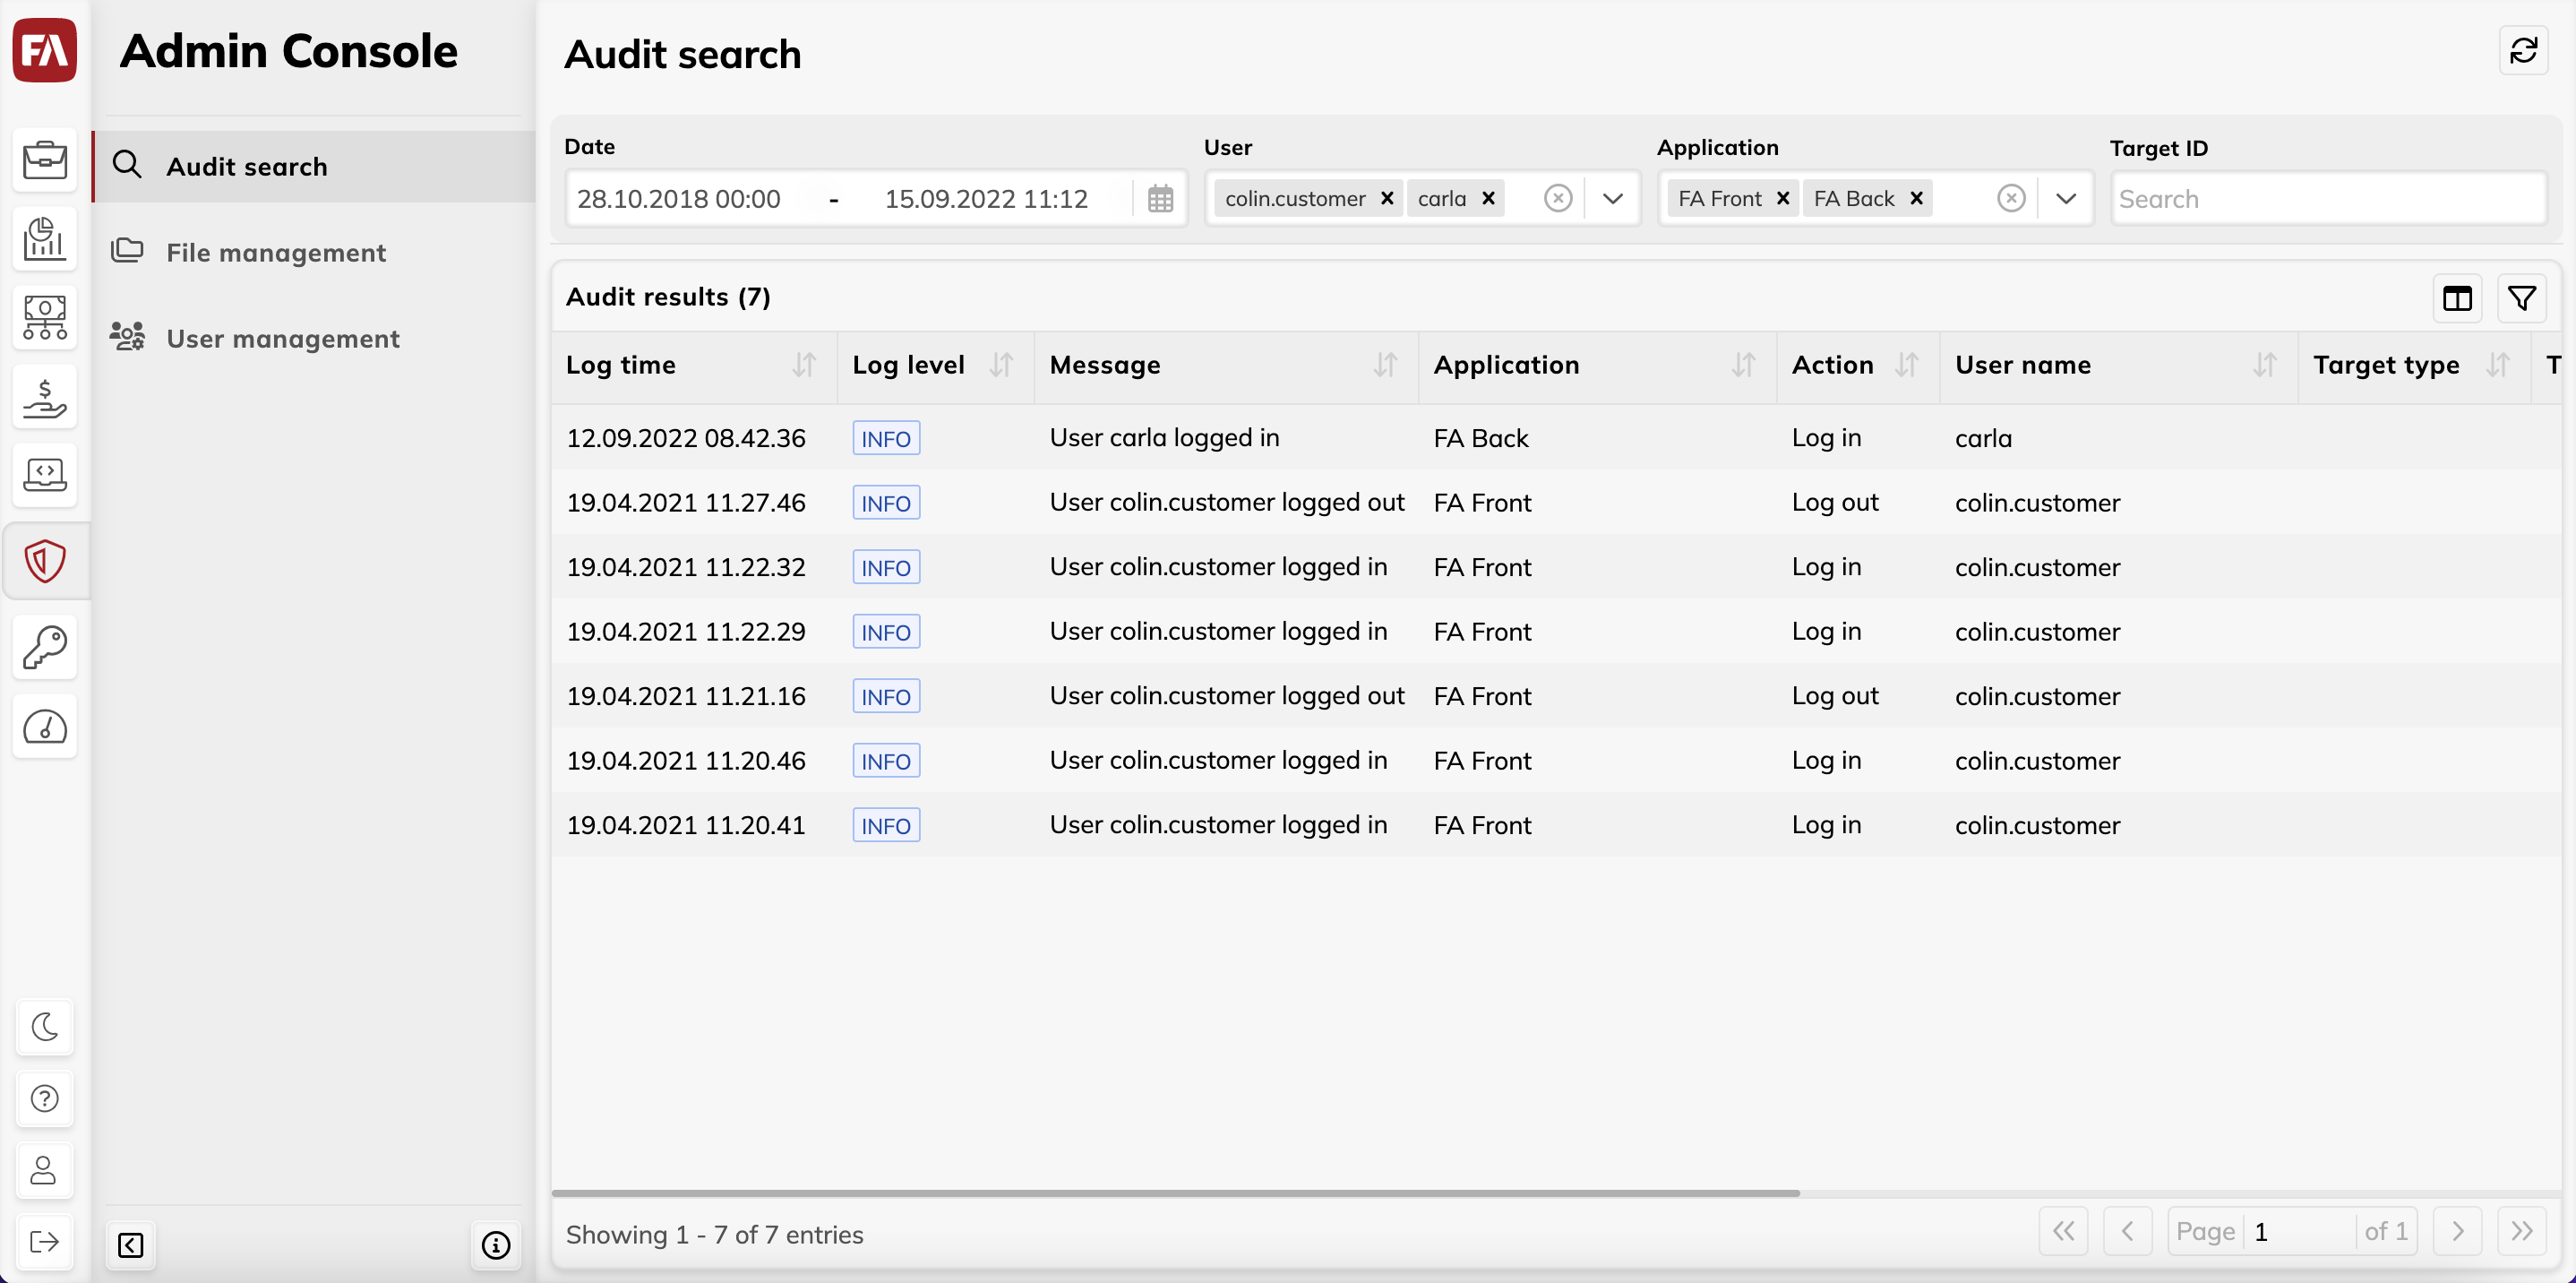 FA
Admin Console
Audit search
File management
User management
Audit search
Date User Application Target ID
28.10.2018 00:00 - 15.09.2022 11:12 colin.customer carla FA Front FA Back Search
Audit results (7)
Log time Log level Message Application Action User name Target type T
12.09.2022 08.42.36 INFO User carla logged in FA Back Log in carla
19.04.2021 11.27.46 INFO User colin.customer logged out FA Front Log out colin.customer
19.04.2021 11.22.32 INFO User colin.customer logged in FA Front Log in colin.customer
19.04.2021 11.22.29 INFO User colin.customer logged in FA Front Log in colin.customer
19.04.2021 11.21.16 INFO User colin.customer logged out FA Front Log out colin.customer
19.04.2021 11.20.46 INFO User colin.customer logged in FA Front Log in colin.customer
19.04.2021 11.20.41 INFO User colin.customer logged in FA Front Log in colin.customer
Showing 1 - 7 of 7 entries Page 1 of 1